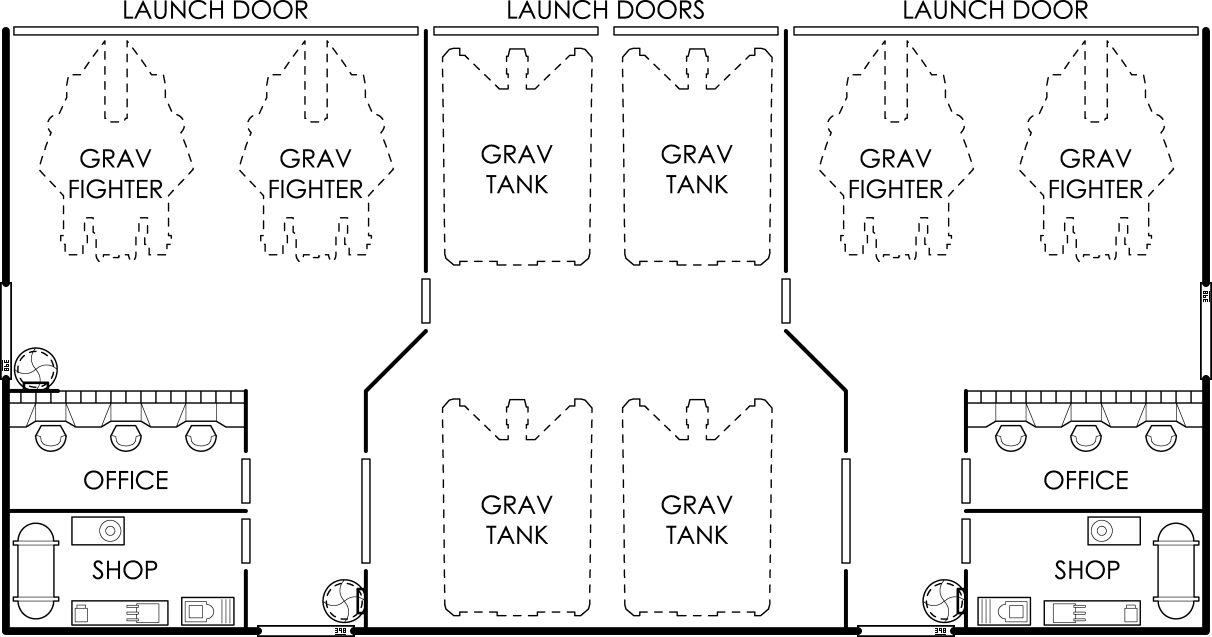 LAUNCH DOOR
LAUNCH DOORS
LAUNCH DOOR
GRAV
FIGHTER
GRAV
FIGHTER
GRAV
TANK
GRAV
TANK
GRAV
FIGHTER
GRAV
FIGHTER
OFFICE
SHOP
GRAV
TANK
GRAV
TANK
OFFICE
SHOP